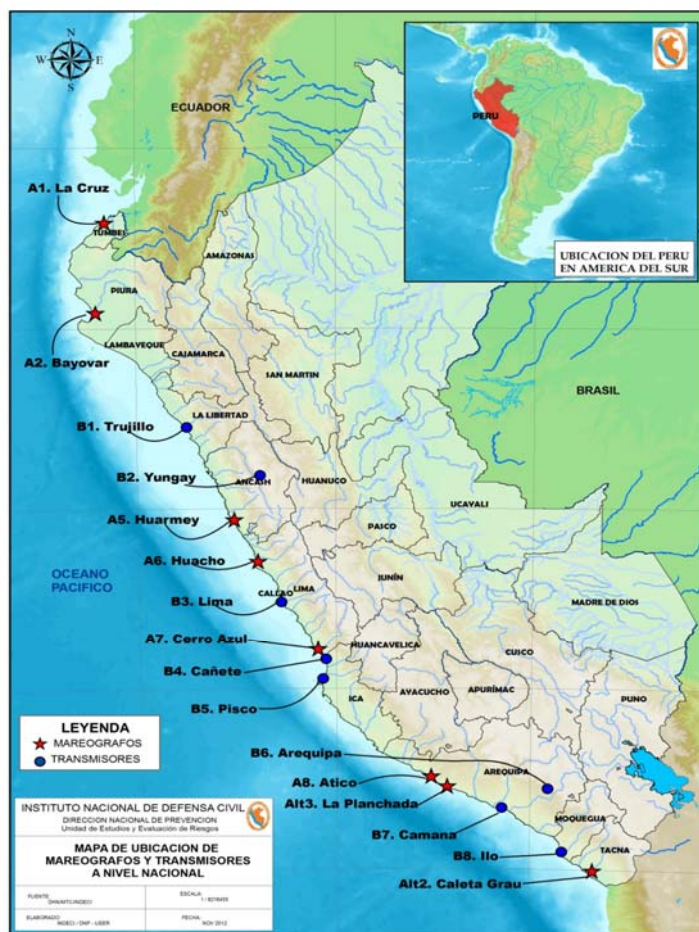 N
W
E
S
ECUADOR
PERU
UBICACION DEL PERU
EN AMERICA DEL SUR
A1. La Cruz
TUMBES
AMAZONAS
PIURA
A2. Bayovar
LAMBAYEQUE
CAJAMARCA
SAN MARTIN
BRASIL
LA LIBERTAD
B1. Trujillo
B2. Yungay
ANCASH
HUANUCO
UCAYALI
A5. Huarmey
PASCO
A6. Huacho
OCEANO
PACIFICO
JUNÍN
B3. Lima
CALLAO
LIMA
MADRE DE DIOS
A7. Cerro Azul
HUANCAVELICA
CUSCO
B4. Cañete
B5. Pisco
ICA
AYACUCHO
APURÍMAC
PUNO
LEYENDA
MAREOGRAFOS
TRANSMISORES
B6. Arequipa
A8. Atico
AREQUIPA
Alt3. La Planchada
B7. Camana
MOQUEGUA
B8. Ilo
TACNA
Alt2. Caleta Grau
INSTITUTO NACIONAL DE DEFENSA CIVIL
DIRECCION NACIONAL DE PREVENCION
Unidad de Estudios y Evaluación de Riesgos
MAPA DE UBICACION DE
MAREOGRAFOS Y TRANSMISORES
A NIVEL NACIONAL
FUENTE:
ESCALA:
ELABORADO:
INDECI / DNP - UEER
FECHA:
NOV 2012